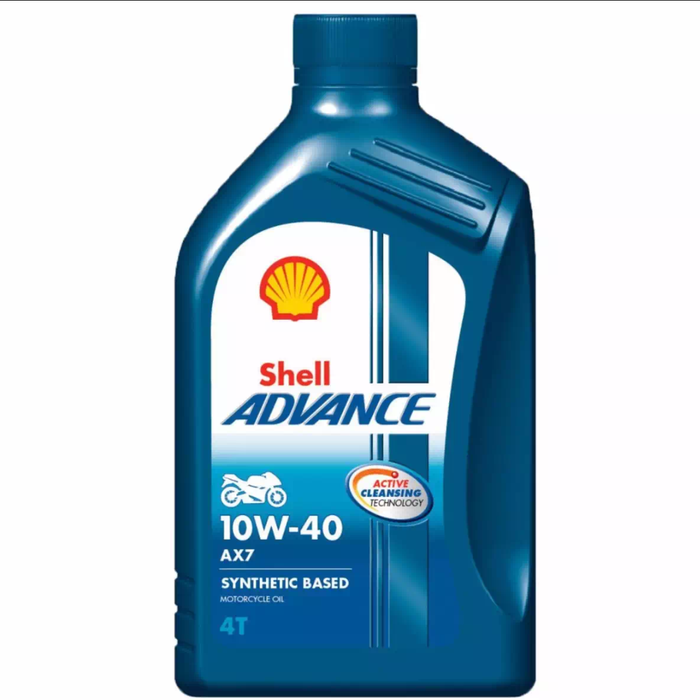 Shell
ADVANCE
ACTIVE
CLEANSING
TECHNOLOGY
10W-40
AX7
SYNTHETIC BASED
MOTORCYCLE OIL
4T